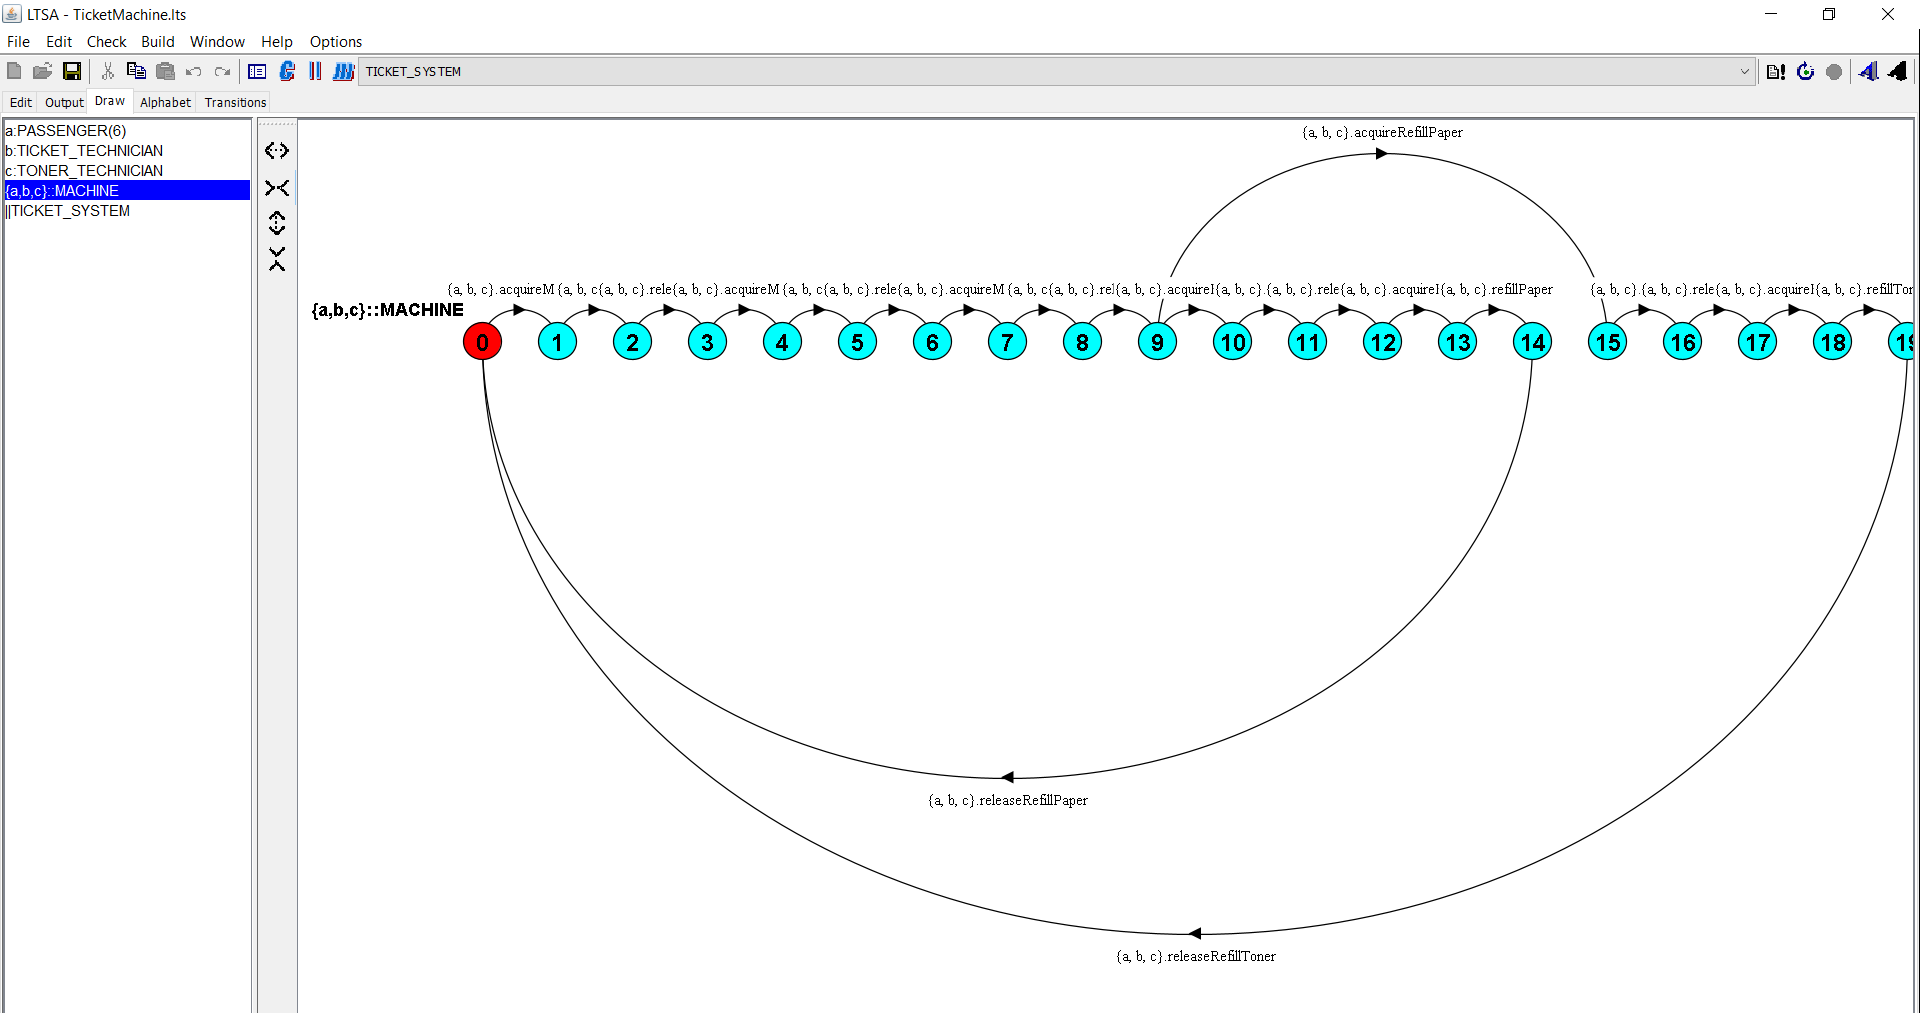 LTSA - TicketMachine.lts
File Edit Check Build Window Help Options
TICKET_SYSTEM
Edit Output Draw Alphabet Transitions
a:PASSENGER(6)
b:TICKET_TECHNICIAN
c:TONER_TECHNICIAN
{a,b,c}::MACHINE
||TICKET_SYSTEM
{a, b, c}.acquireRefillPaper
{a, b, c}.acquireM {a, b, c{a, b, c}.rele{a, b, c}.acquireM {a, b, c{a, b, c}.rele{a, b, c}.acquireM {a, b, c{a, b, c}.rel{a, b, c}.acquireI{a, b, c}.{a, b, c}.rele{a, b, c}.acquireI{a, b, c}.refillPaper {a, b, c}.{a, b, c}.rele{a, b, c}.acquireI{a, b, c}.refillTor
{a,b,c}::MACHINE
0 1 2 3 4 5 6 7 8 9 10 11 12 13 14 15 16 17 18 19
{a, b, c}.releaseRefillPaper
{a, b, c}.releaseRefillToner